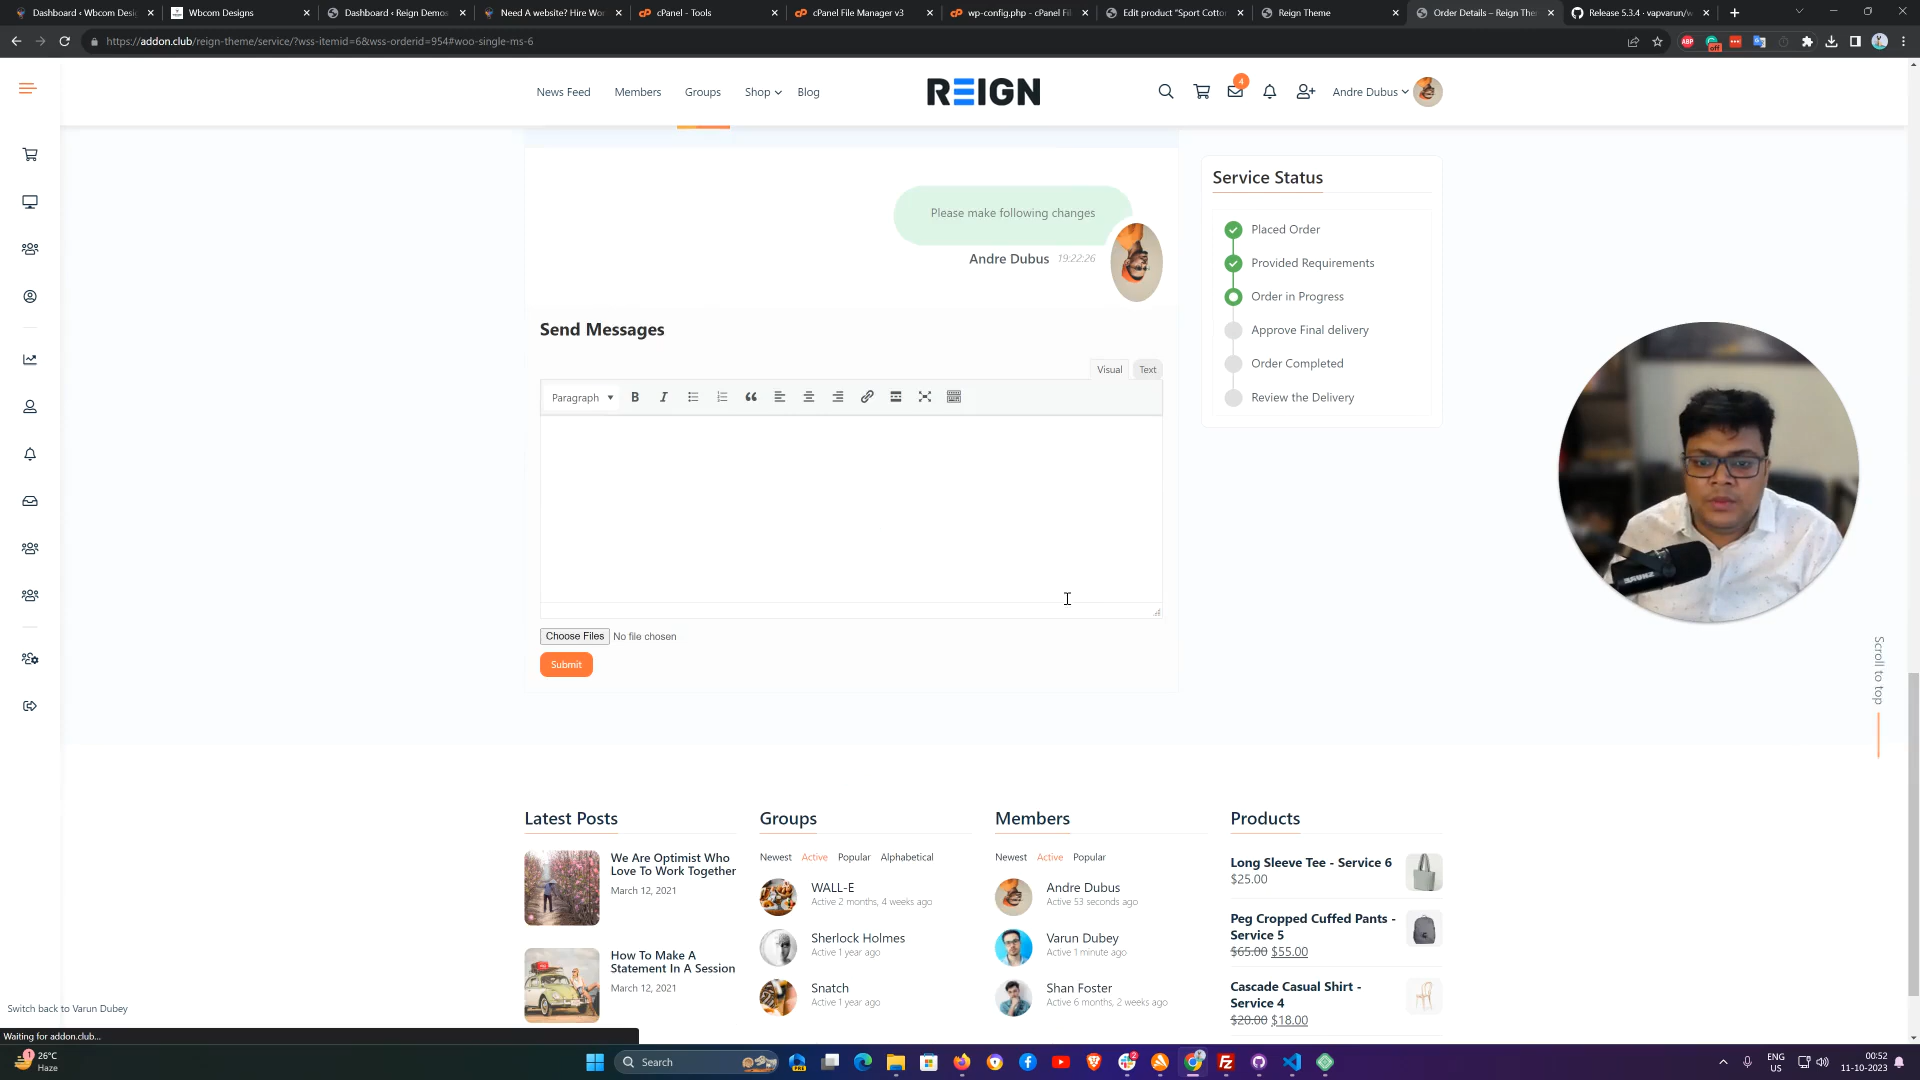 Dashboard ‹ Wbcom Desi
Wbcom Designs
Dashboard ‹ Reign Demos
Need A website? Hire Wo
cPanel - Tools
cPanel File Manager v3
wp-config.php - cPanel Fi
Edit product "Sport Cotto
Reign Theme
Order Details – Reign The
Release 5.3.4 · vapvarun/w
https://addon.club/reign-theme/service/?wss-itemid=6&wss-orderid=954#woo-single-ms-6
ABP
off
News Feed
Members
Groups
Shop
Blog
REIGN
4
Andre Dubus
Please make following changes
Andre Dubus 19:22:26
Service Status
Placed Order
Provided Requirements
Order in Progress
Approve Final delivery
Order Completed
Review the Delivery
Send Messages
Visual
Text
Paragraph
Choose Files No file chosen
Submit
SHURE
Scroll to top
Latest Posts
We Are Optimist Who
Love To Work Together
March 12, 2021
How To Make A
Statement In A Session
March 12, 2021
Groups
Newest Active Popular Alphabetical
WALL-E
Active 2 months, 4 weeks ago
Sherlock Holmes
Active 1 year ago
Snatch
Active 1 year ago
Members
Newest Active Popular
Andre Dubus
Active 53 seconds ago
Varun Dubey
Active 1 minute ago
Shan Foster
Active 6 months, 2 weeks ago
Products
Long Sleeve Tee - Service 6
$25.00
Peg Cropped Cuffed Pants -
Service 5
$65.00 $55.00
Cascade Casual Shirt -
Service 4
$20.00 $18.00
Switch back to Varun Dubey
Waiting for addon.club...
1
26°C
Haze
Search
ENG
US
00:52
11-10-2023